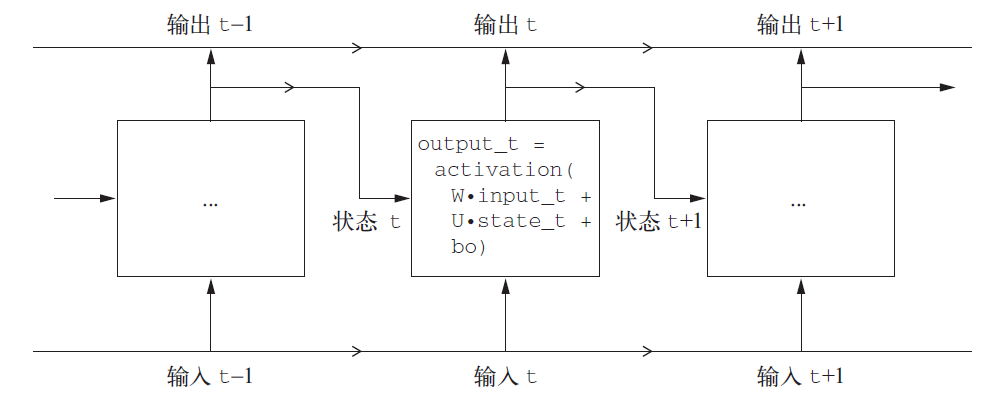 输出 t–1
输出 t
输出 t+1
...
output_t =
activation(
W•input_t +
U•state_t +
bo)
...
状态 t
状态 t+1
输入 t–1
输入 t
输入 t+1